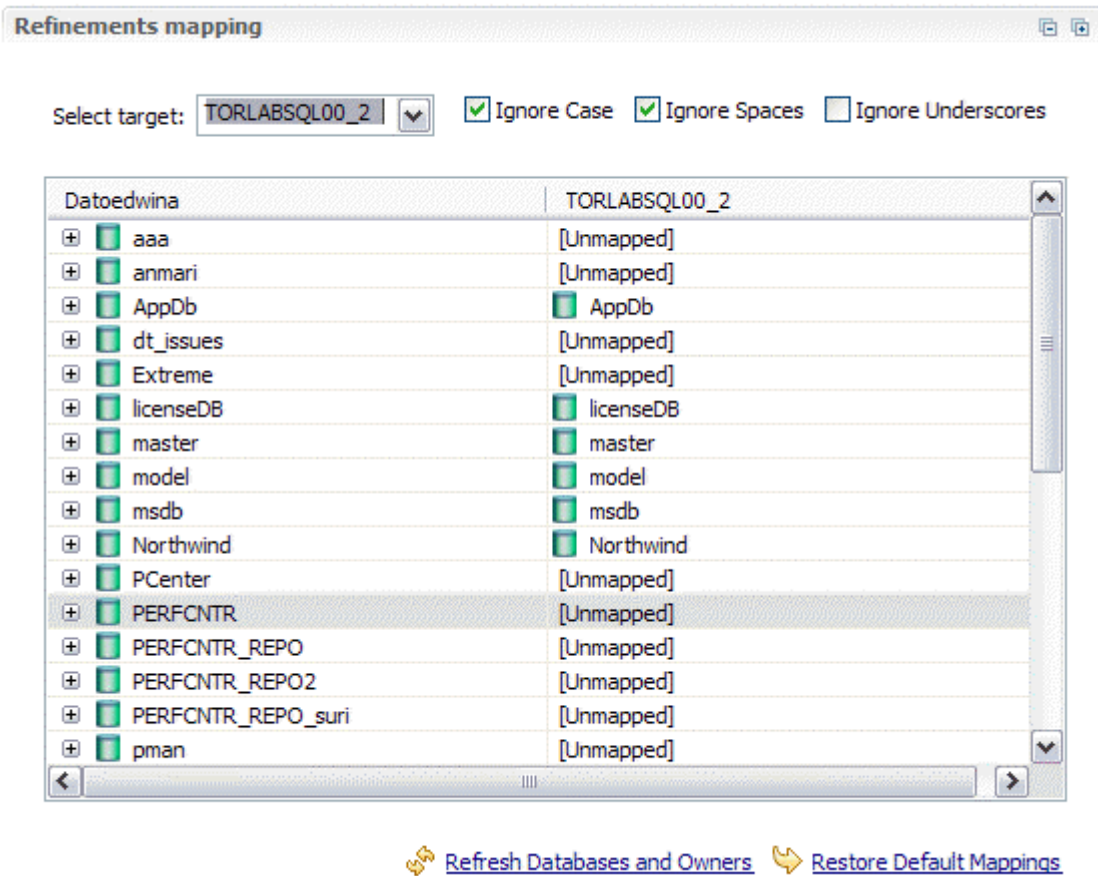 Refinements mapping
Select target: TORLABSQL00_2 Ignore Case Ignore Spaces Ignore Underscores
Datoedwina TORLABSQL00_2
aaa [Unmapped]
anmari [Unmapped]
AppDb AppDb
dt_issues [Unmapped]
Extreme [Unmapped]
licenseDB licenseDB
master master
model model
msdb msdb
Northwind Northwind
PCenter [Unmapped]
PERFCNTR [Unmapped]
PERFCNTR_REPO [Unmapped]
PERFCNTR_REPO2 [Unmapped]
PERFCNTR_REPO_suri [Unmapped]
pman [Unmapped]
Refresh Databases and Owners Restore Default Mappings